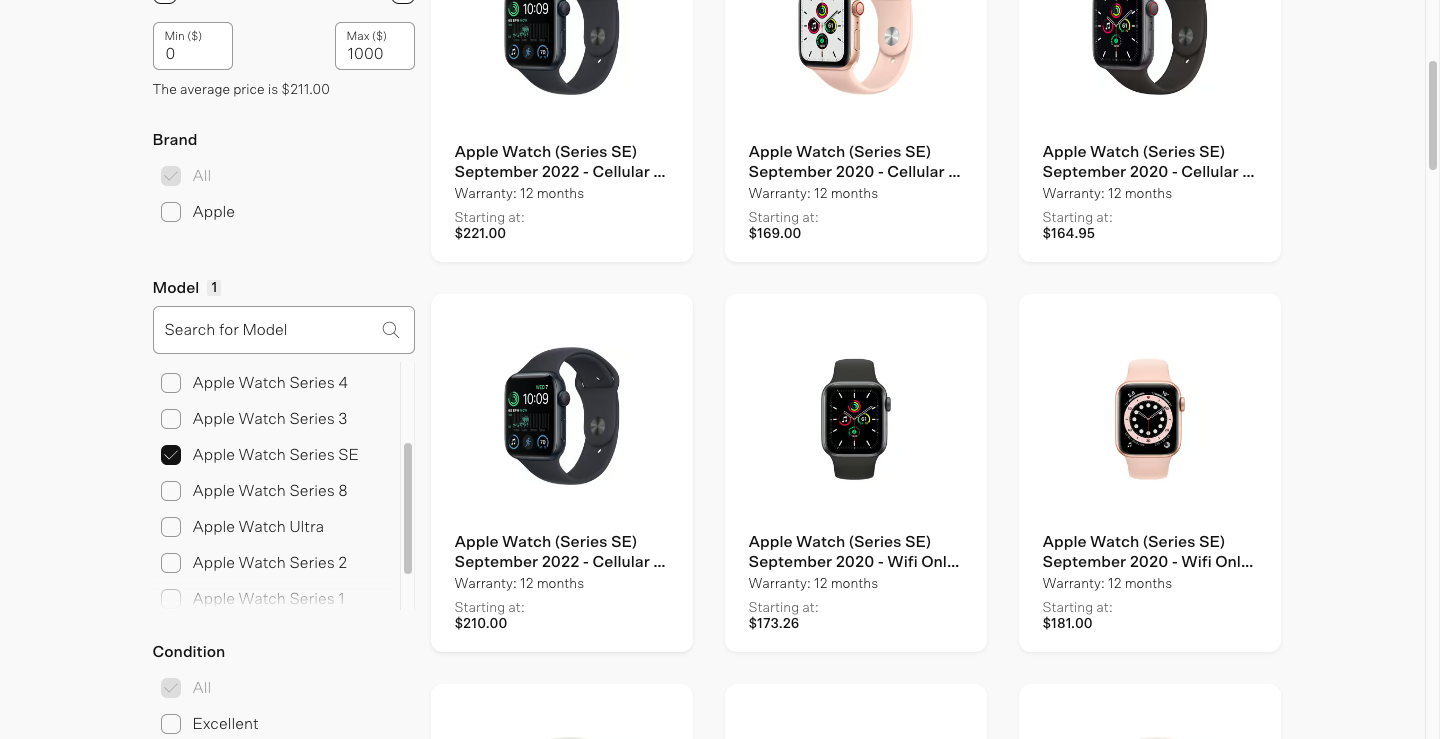 Min ($)
0
Max ($)
1000
The average price is $211.00
Brand
All
Apple
Model 1
Search for Model
Apple Watch Series 4
Apple Watch Series 3
Apple Watch Series SE
Apple Watch Series 8
Apple Watch Ultra
Apple Watch Series 2
Apple Watch Series 1
Condition
All
Excellent
10:09
Apple Watch (Series SE)
September 2022 - Cellular ...
Warranty: 12 months
Starting at:
$221.00
Apple Watch (Series SE)
September 2020 - Cellular ...
Warranty: 12 months
Starting at:
$169.00
Apple Watch (Series SE)
September 2020 - Cellular ...
Warranty: 12 months
Starting at:
$164.95
WED 7
10:09
Apple Watch (Series SE)
September 2022 - Cellular ...
Warranty: 12 months
Starting at:
$210.00
Apple Watch (Series SE)
September 2020 - Wifi Onl...
Warranty: 12 months
Starting at:
$173.26
Apple Watch (Series SE)
September 2020 - Wifi Onl...
Warranty: 12 months
Starting at:
$181.00